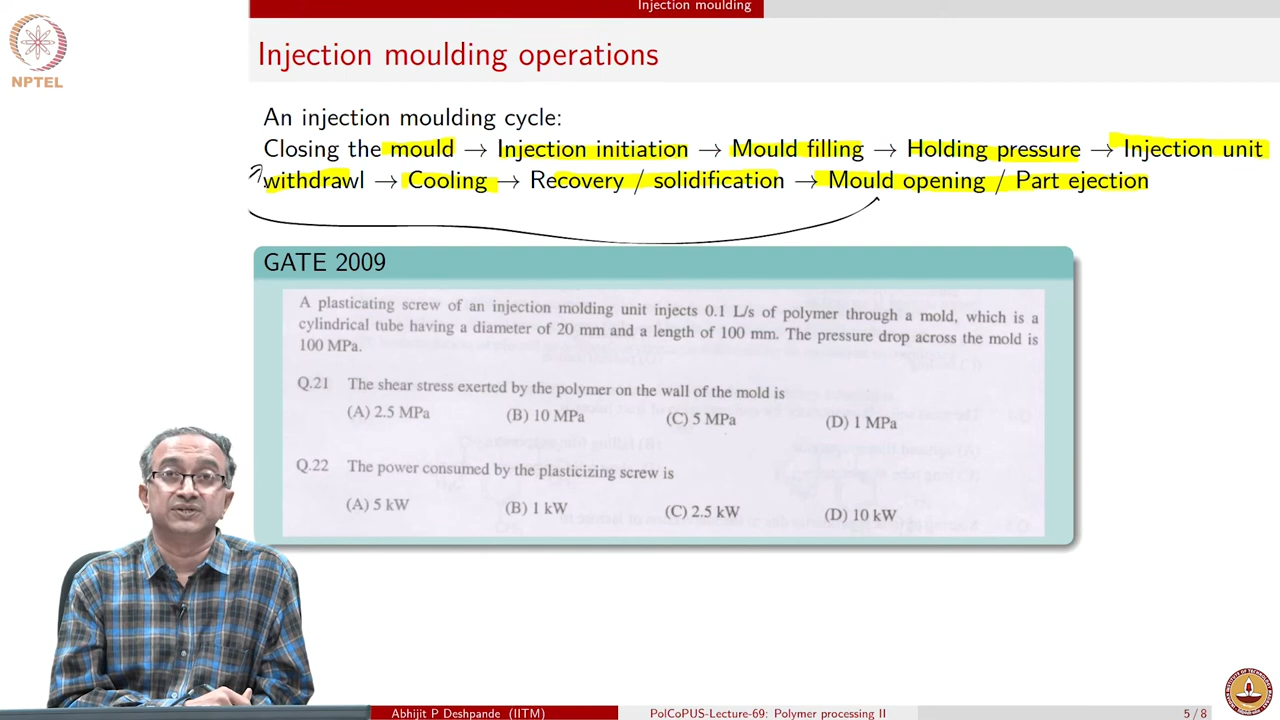 Injection moulding
NPTEL
Injection moulding operations
An injection moulding cycle:
Closing the mould → Injection initiation → Mould filling → Holding pressure → Injection unit
withdrawl → Cooling → Recovery / solidification → Mould opening / Part ejection
GATE 2009
A plasticating screw of an injection molding unit injects 0.1 L/s of polymer through a mold, which is a
cylindrical tube having a diameter of 20 mm and a length of 100 mm. The pressure drop across the mold is
100 MPa.
Q.21 The shear stress exerted by the polymer on the wall of the mold is
(A) 2.5 MPa (B) 10 MPa (C) 5 MPa (D) 1 MPa
Q.22 The power consumed by the plasticizing screw is
(A) 5 kW (B) 1 kW (C) 2.5 kW (D) 10 kW
Abhijit P Deshpande (IITM) PolCoPUS-Lecture-69: Polymer processing II 5 / 8